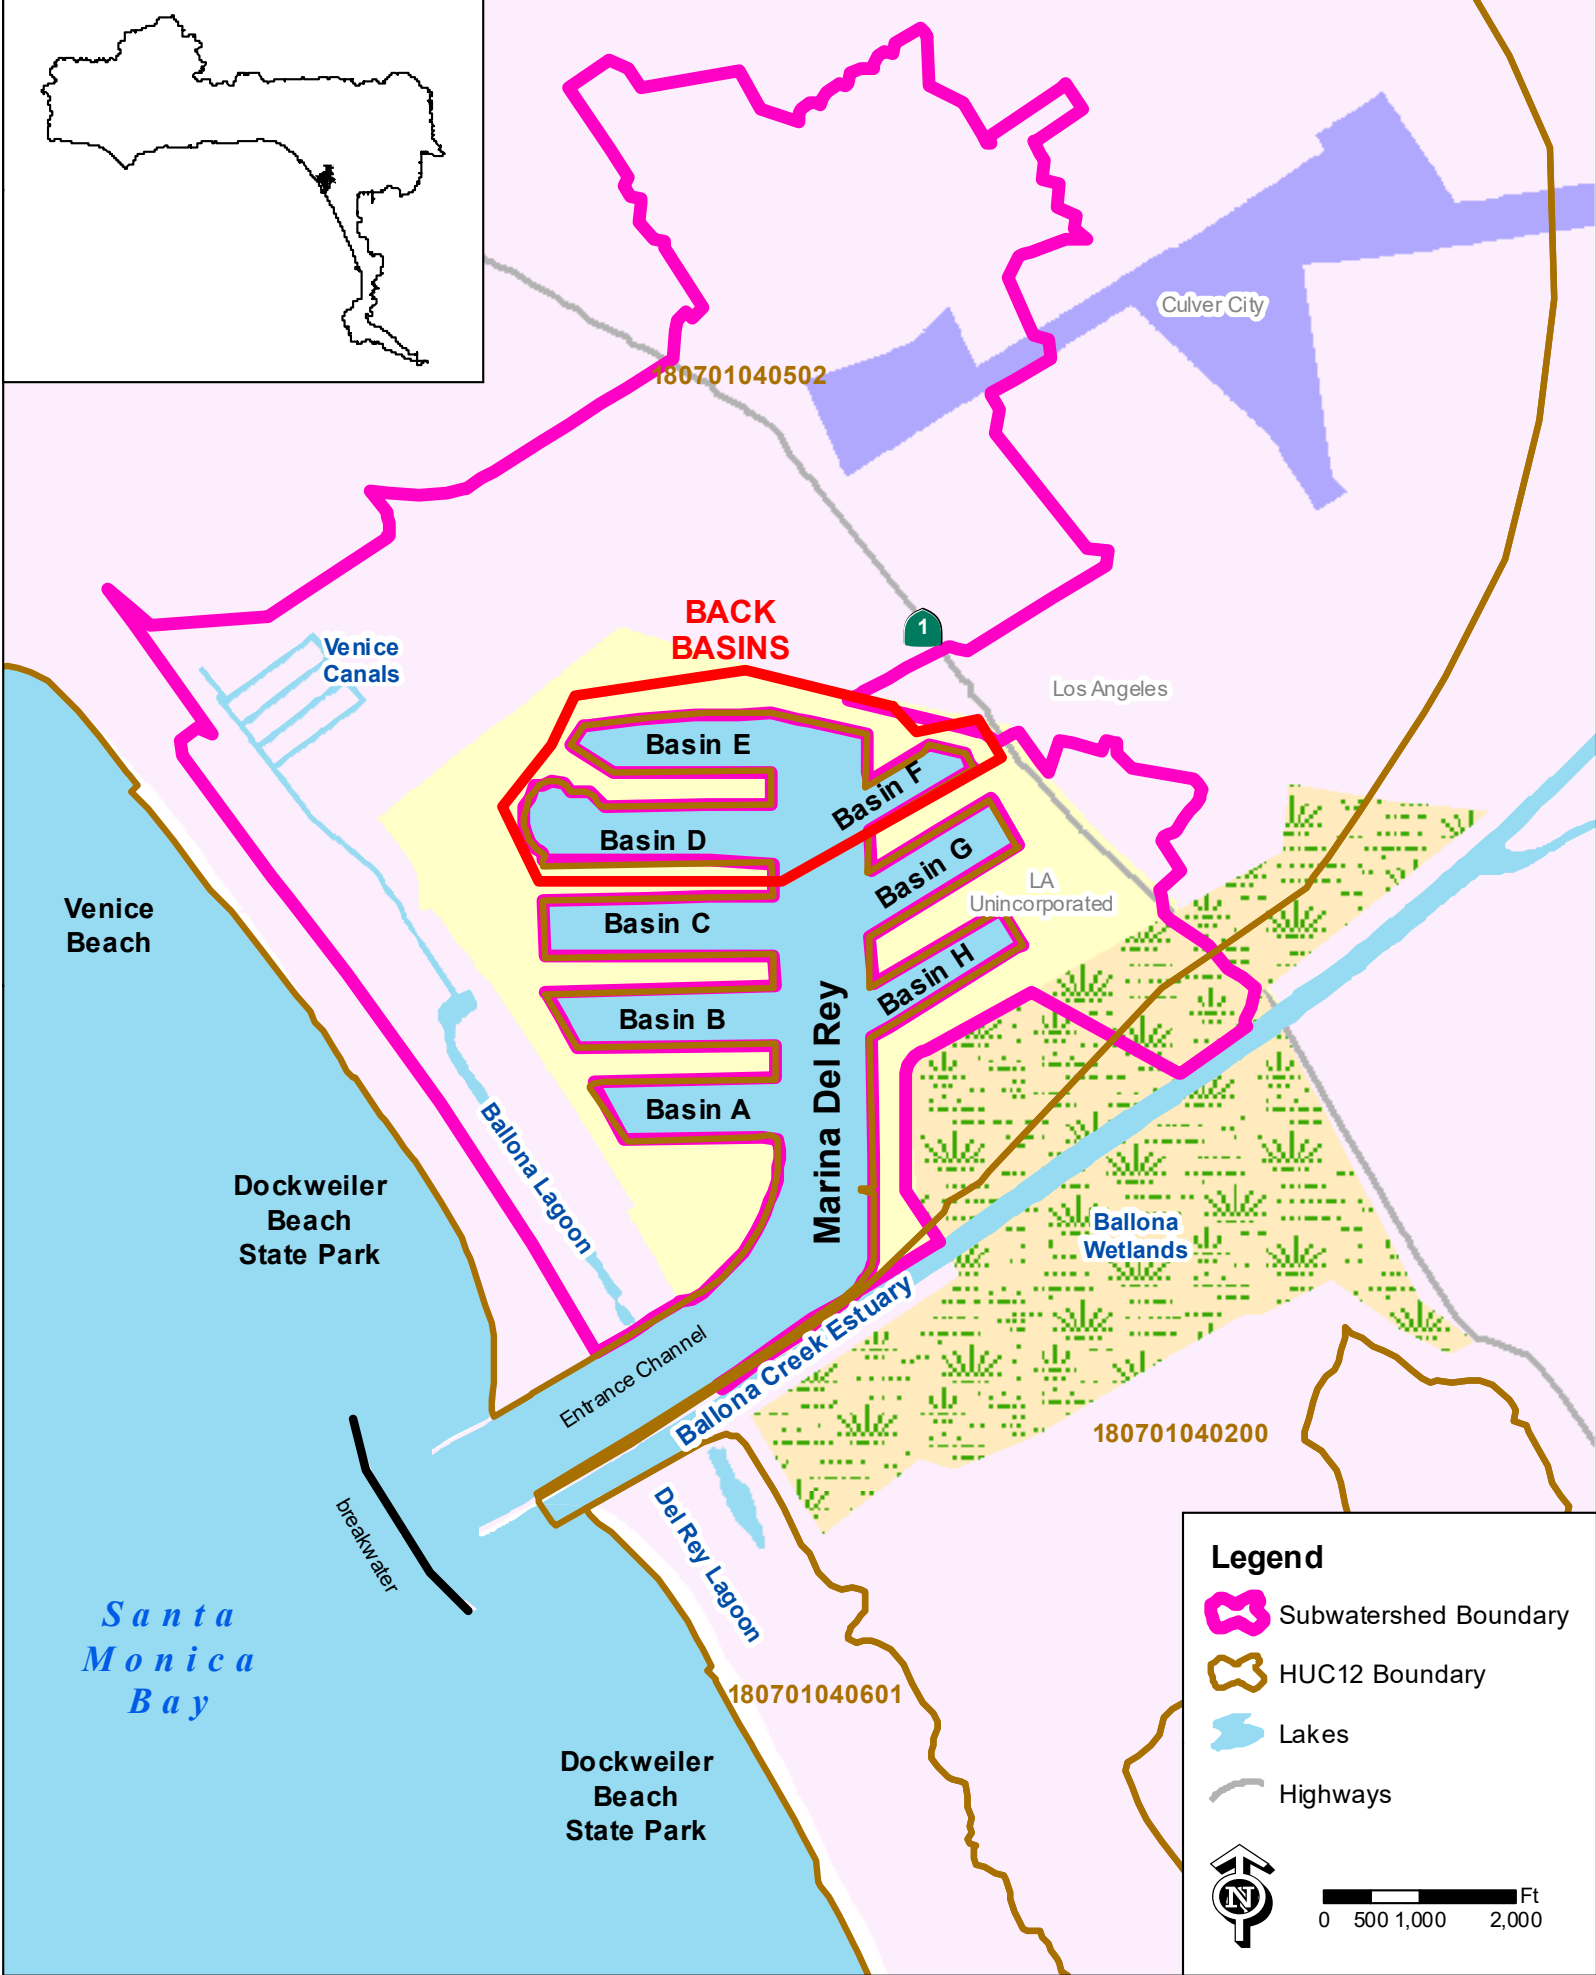 180701040502
Culver City
BACK
BASINS
1
Venice
Canals
Los Angeles
Basin E
Basin F
Basin D
Basin G
LA
Unincorporated
Venice
Beach
Basin C
Basin H
Basin B
Marina Del Rey
Basin A
Ballona Lagoon
Dockweiler
Beach
State Park
Ballona
Wetlands
Entrance Channel
Ballona Creek Estuary
180701040200
breakwater
Del Rey Lagoon
Santa
Monica
Bay
180701040601
Dockweiler
Beach
State Park
Legend
Subwatershed Boundary
HUC12 Boundary
Lakes
Highways
N
Ft
0 500 1,000 2,000